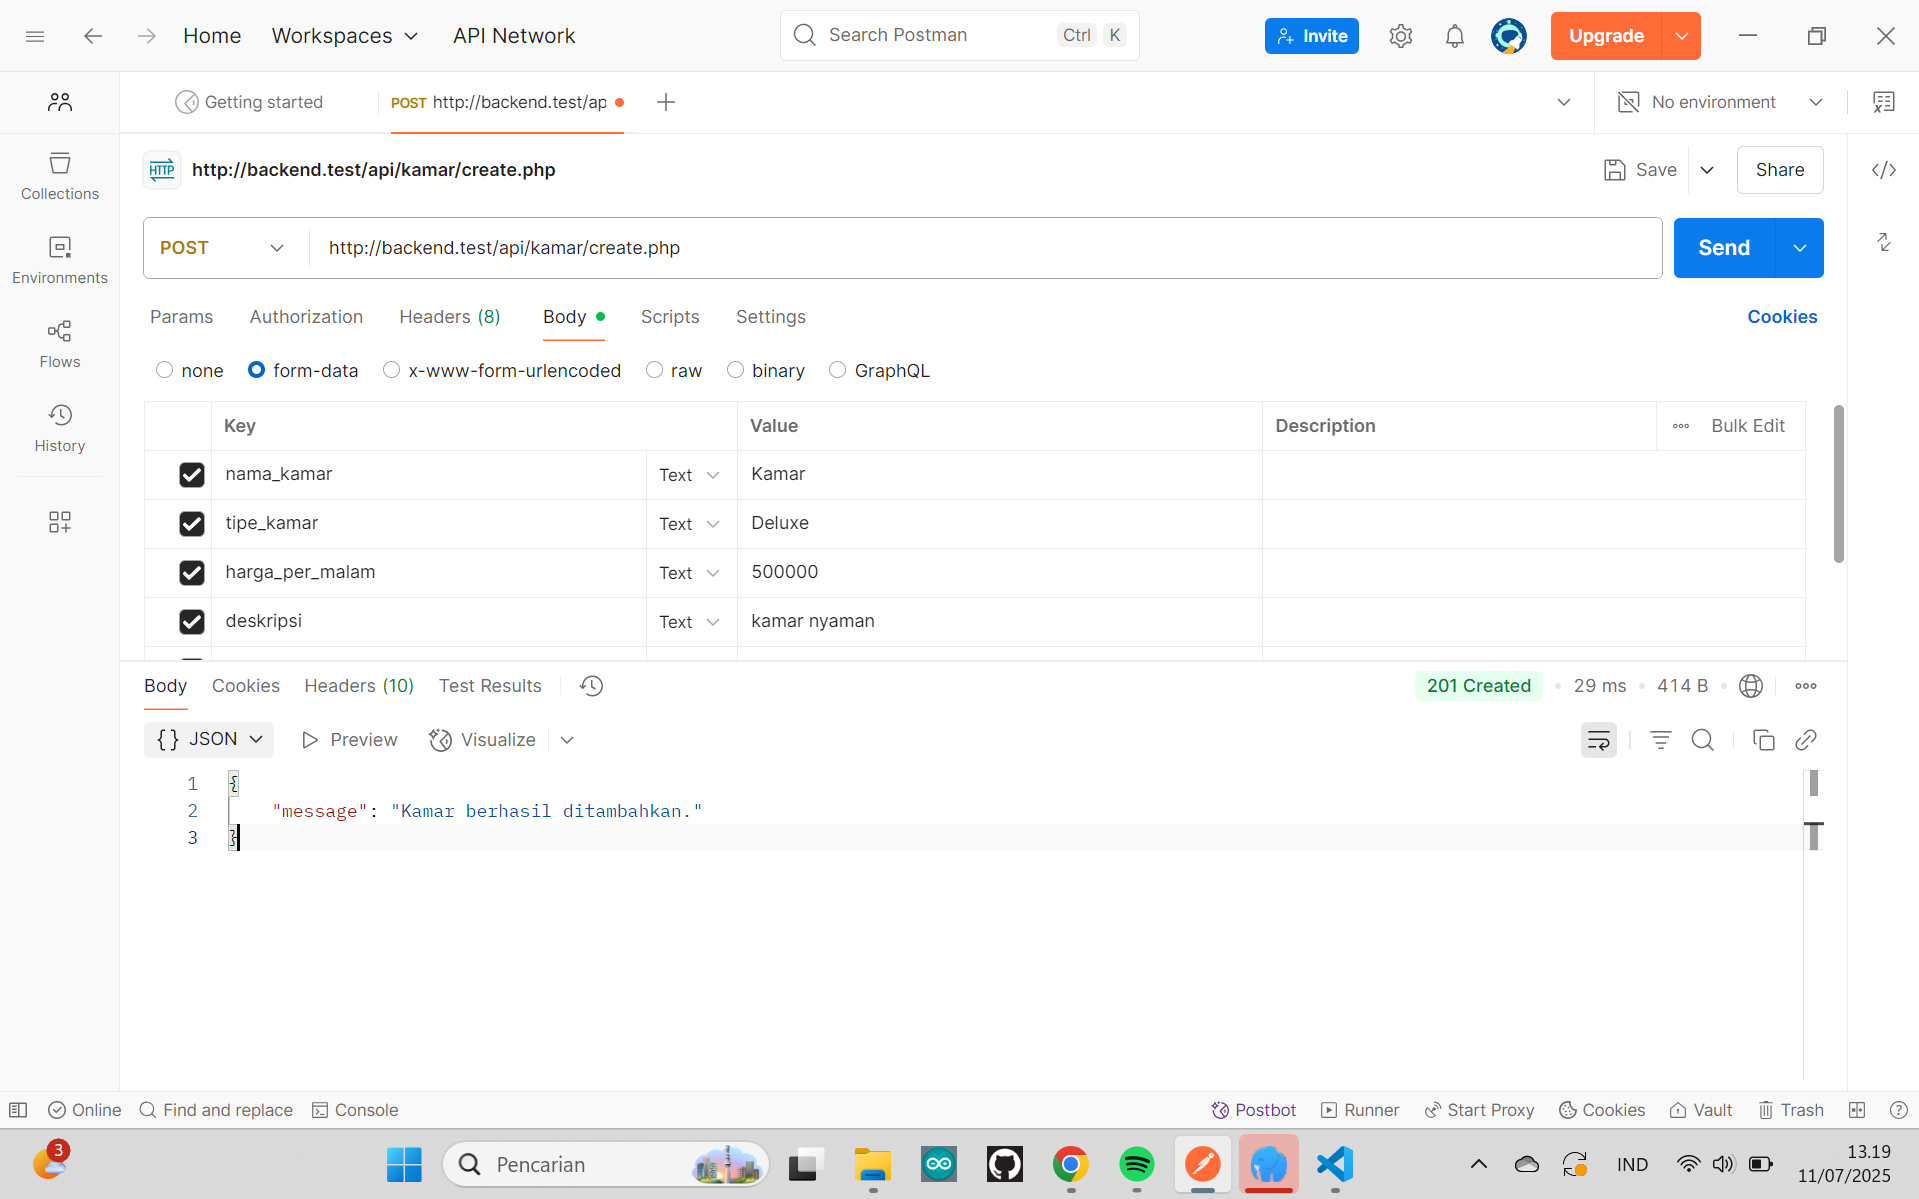 Home
Workspaces
API Network
Search Postman
Ctrl K
Invite
Upgrade
Getting started
POST http://backend.test/ap
No environment
HTTP http://backend.test/api/kamar/create.php
Save
Share
Collections
Environments
Flows
History
POST
http://backend.test/api/kamar/create.php
Send
Params
Authorization
Headers (8)
Body
Scripts
Settings
Cookies
none
form-data
x-www-form-urlencoded
raw
binary
GraphQL
Key Value Description Bulk Edit
nama_kamar Text Kamar
tipe_kamar Text Deluxe
harga_per_malam Text 500000
deskripsi Text kamar nyaman
Body
Cookies
Headers (10)
Test Results
201 Created
29 ms
414 B
{} JSON
Preview
Visualize
1 {
2 "message": "Kamar berhasil ditambahkan."
3 }
Online
Find and replace
Console
Postbot
Runner
Start Proxy
Cookies
Vault
Trash
3
Pencarian
IND
13.19
11/07/2025